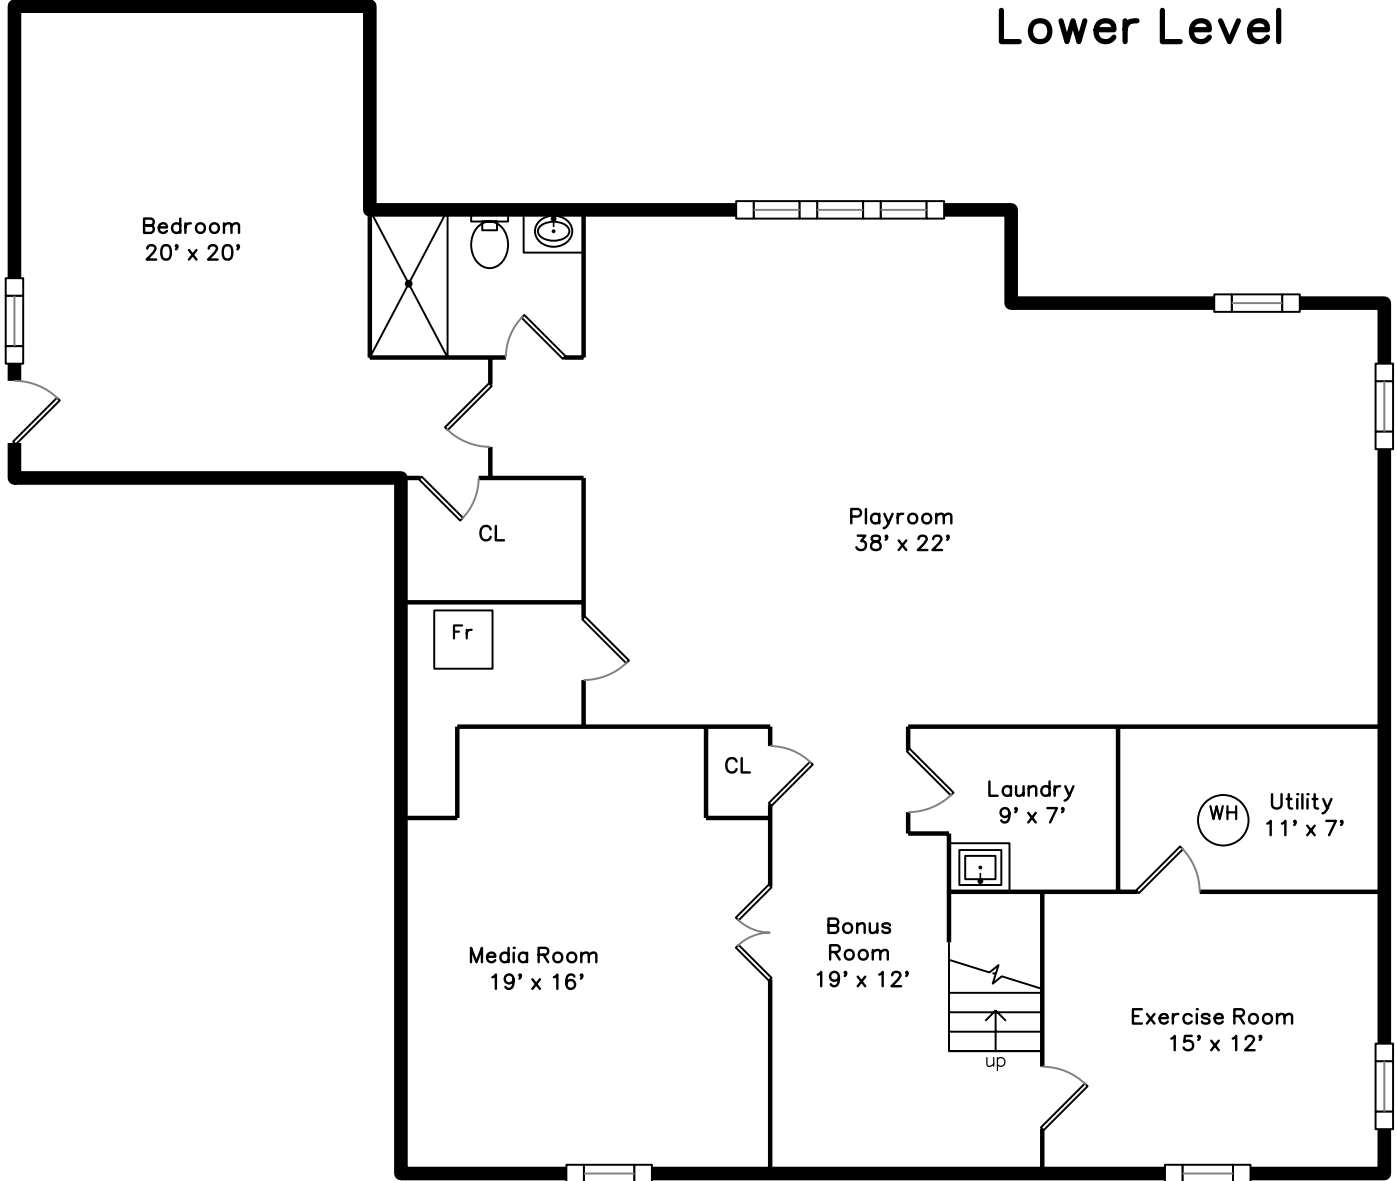 Lower Level
Bedroom
20' x 20'
Playroom
38' x 22'
CL
Fr
CL
Laundry
9' x 7'
WH
Utility
11' x 7'
Media Room
19' x 16'
Bonus
Room
19' x 12'
up
Exercise Room
15' x 12'